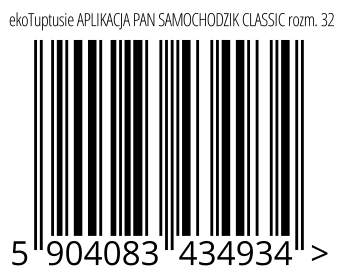 ekoTuptusie APLIKACJA PAN SAMOCHODZIK CLASSIC rozm. 32
5 904083 434934 >